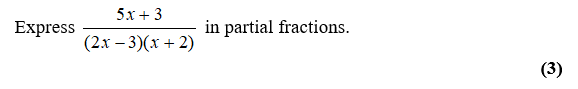 Express (5x + 3)/((2x – 3)(x + 2)) in partial fractions.
(3)